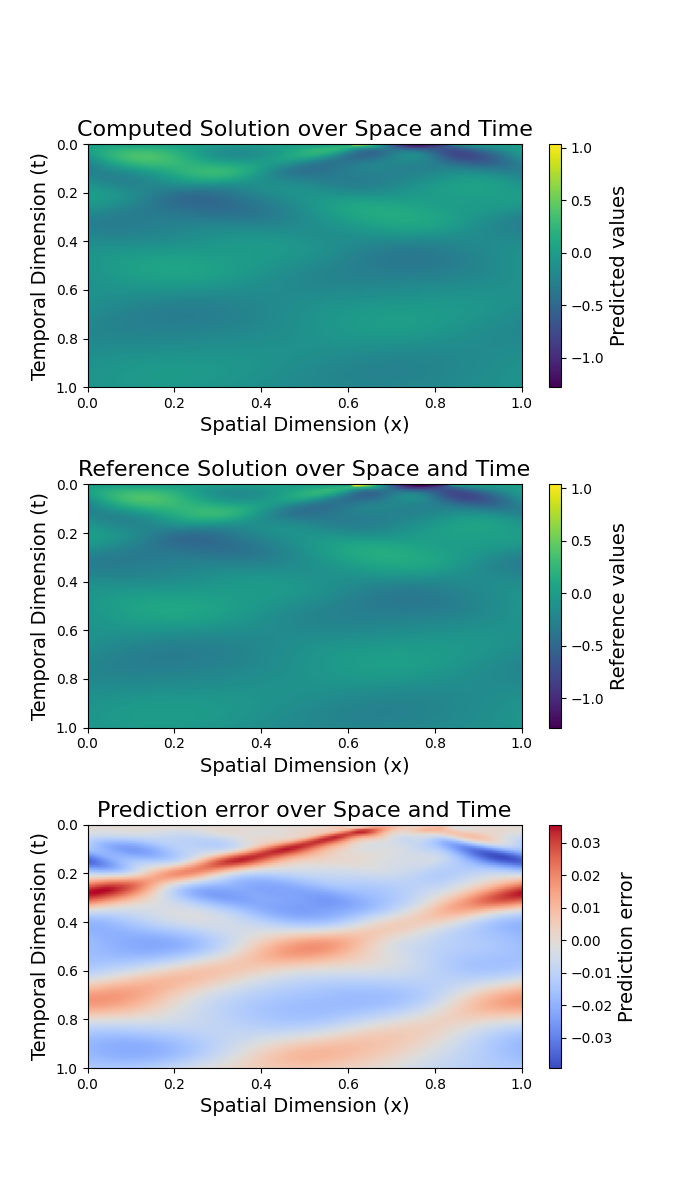 Computed Solution over Space and Time
Temporal Dimension (t)
0.0
0.2
0.4
0.6
0.8
1.0
0.0 0.2 0.4 0.6 0.8 1.0
Spatial Dimension (x)
1.0
0.5
0.0
−0.5
−1.0
Predicted values
Reference Solution over Space and Time
Temporal Dimension (t)
0.0
0.2
0.4
0.6
0.8
1.0
0.0 0.2 0.4 0.6 0.8 1.0
Spatial Dimension (x)
1.0
0.5
0.0
−0.5
−1.0
Reference values
Prediction error over Space and Time
Temporal Dimension (t)
0.0
0.2
0.4
0.6
0.8
1.0
0.0 0.2 0.4 0.6 0.8 1.0
Spatial Dimension (x)
0.03
0.02
0.01
0.00
−0.01
−0.02
−0.03
Prediction error